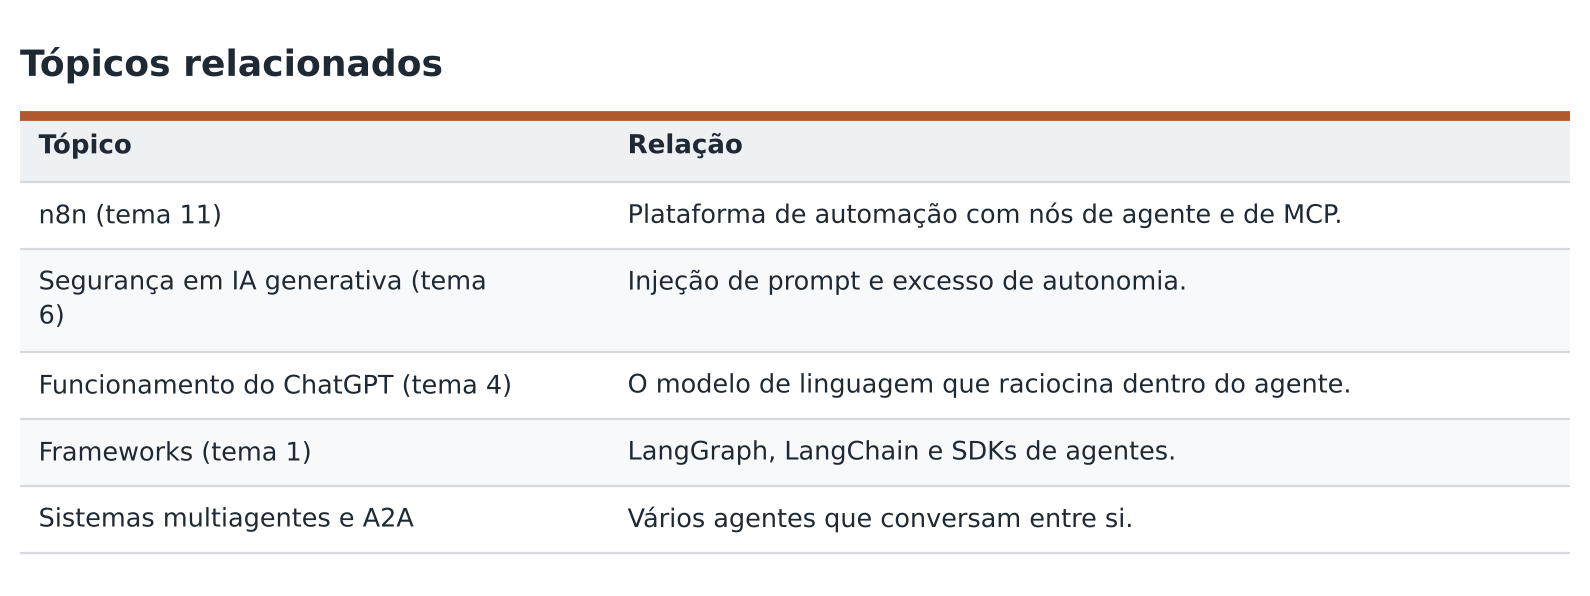 Tópicos relacionados
Tópico Relação
n8n (tema 11) Plataforma de automação com nós de agente e de MCP.
Segurança em IA generativa (tema Injeção de prompt e excesso de autonomia.
6)
Funcionamento do ChatGPT (tema 4) O modelo de linguagem que raciocina dentro do agente.
Frameworks (tema 1) LangGraph, LangChain e SDKs de agentes.
Sistemas multiagentes e A2A Vários agentes que conversam entre si.